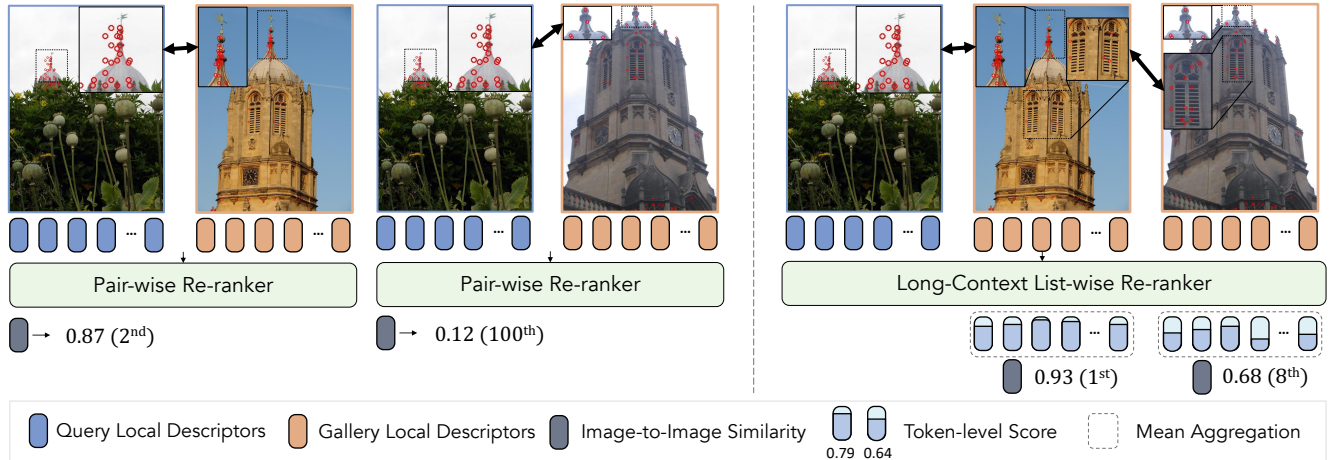 ... ... ... ... ... ... ...
Pair-wise Re-ranker
Pair-wise Re-ranker
Long-Context List-wise Re-ranker
0.87 (2nd)
0.12 (100th)
... ...
0.93 (1st)
0.68 (8th)
Query Local Descriptors
Gallery Local Descriptors
Image-to-Image Similarity
0.79 0.64
Token-level Score
Mean Aggregation